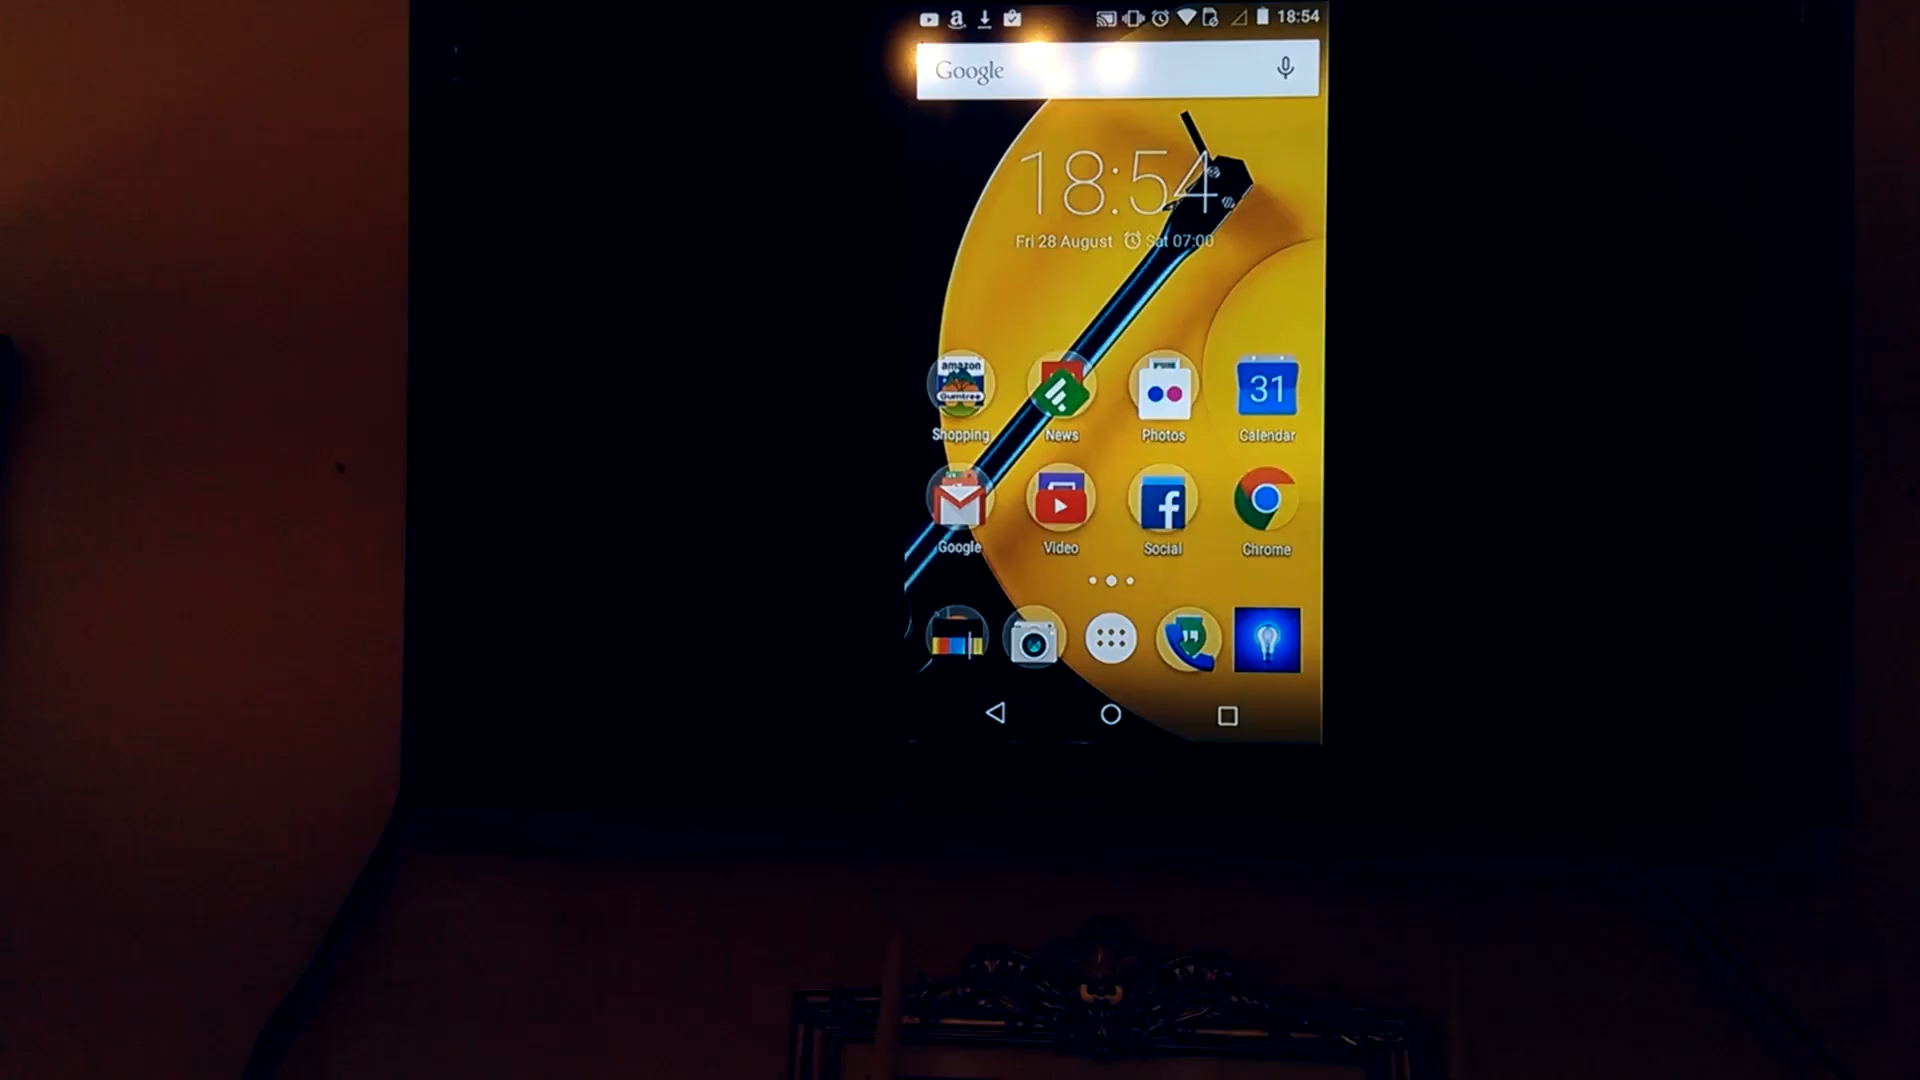 18:54
Google
18:54
Fri 28 August Sat 07:00
amazon
Gumtree
31
Shopping News Photos Calendar
Google Video Social Chrome